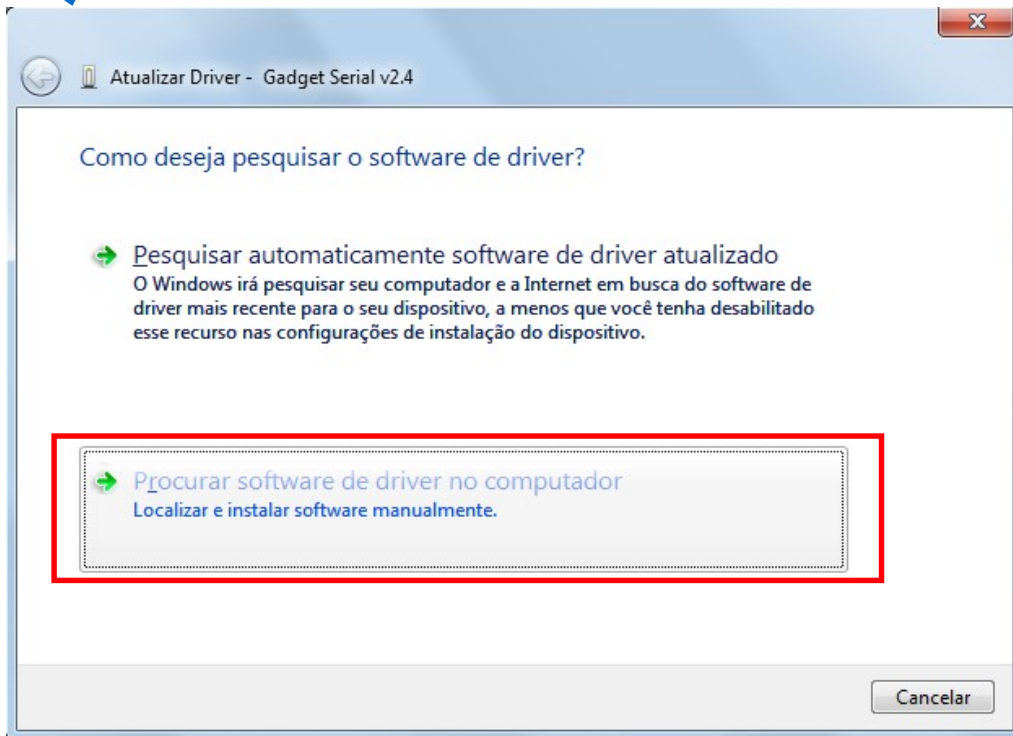 Atualizar Driver - Gadget Serial v2.4
Como deseja pesquisar o software de driver?
Pesquisar automaticamente software de driver atualizado
O Windows irá pesquisar seu computador e a Internet em busca do software de
driver mais recente para o seu dispositivo, a menos que você tenha desabilitado
esse recurso nas configurações de instalação do dispositivo.
Procurar software de driver no computador
Localizar e instalar software manualmente.
Cancelar